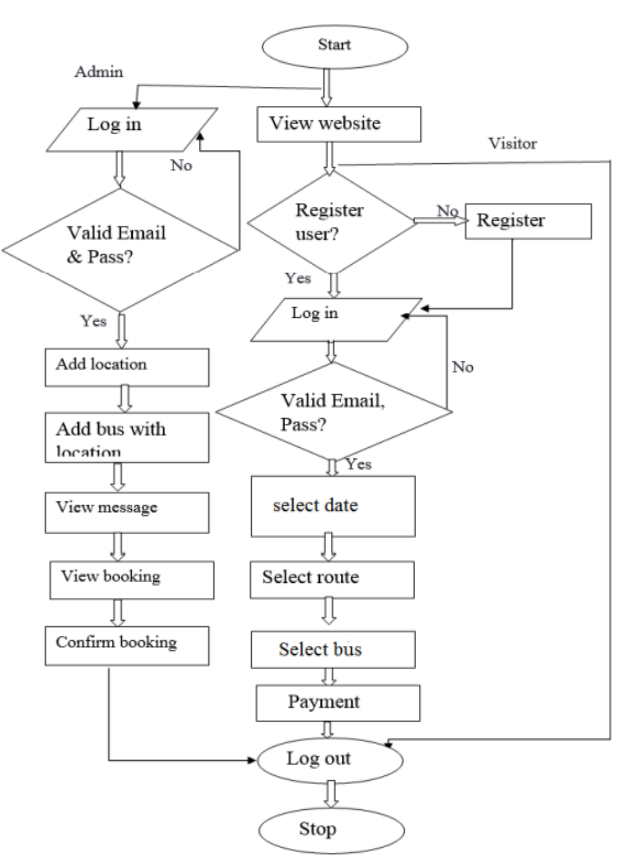 Start
Admin
Log in
View website
Visitor
No
Valid Email
& Pass?
Register
user?
No
Register
Yes
Log in
Yes
Add location
No
Valid Email,
Pass?
Add bus with
location
Yes
View message
select date
View booking
Select route
Confirm booking
Select bus
Payment
Log out
Stop